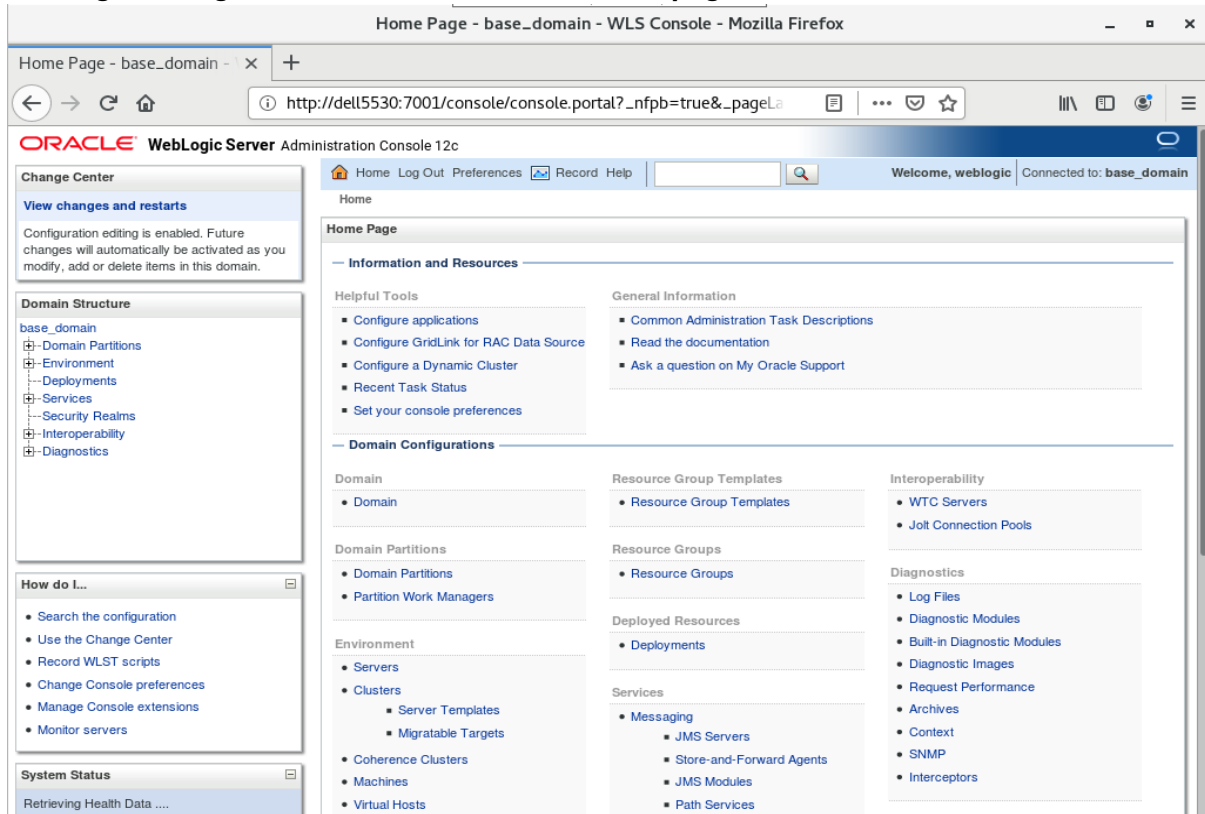 Home Page - base_domain - WLS Console - Mozilla Firefox
Home Page - base_domain -
http://dell5530:7001/console/console.portal?_nfpb=true&_pageLa
ORACLE WebLogic Server Administration Console 12c
Change Center
View changes and restarts
Configuration editing is enabled. Future
changes will automatically be activated as you
modify, add or delete items in this domain.
Domain Structure
base_domain
Domain Partitions
Environment
Deployments
Services
Security Realms
Interoperability
Diagnostics
How do I...
Search the configuration
Use the Change Center
Record WLST scripts
Change Console preferences
Manage Console extensions
Monitor servers
System Status
Retrieving Health Data ....
Home Log Out Preferences Record Help
Welcome, weblogic Connected to: base_domain
Home
Home Page
Information and Resources
Helpful Tools
Configure applications
Configure GridLink for RAC Data Source
Configure a Dynamic Cluster
Recent Task Status
Set your console preferences
General Information
Common Administration Task Descriptions
Read the documentation
Ask a question on My Oracle Support
Domain Configurations
Domain
Domain
Domain Partitions
Domain Partitions
Partition Work Managers
Environment
Servers
Clusters
Server Templates
Migratable Targets
Coherence Clusters
Machines
Virtual Hosts
Resource Group Templates
Resource Group Templates
Resource Groups
Resource Groups
Deployed Resources
Deployments
Services
Messaging
JMS Servers
Store-and-Forward Agents
JMS Modules
Path Services
Interoperability
WTC Servers
Jolt Connection Pools
Diagnostics
Log Files
Diagnostic Modules
Built-in Diagnostic Modules
Diagnostic Images
Request Performance
Archives
Context
SNMP
Interceptors